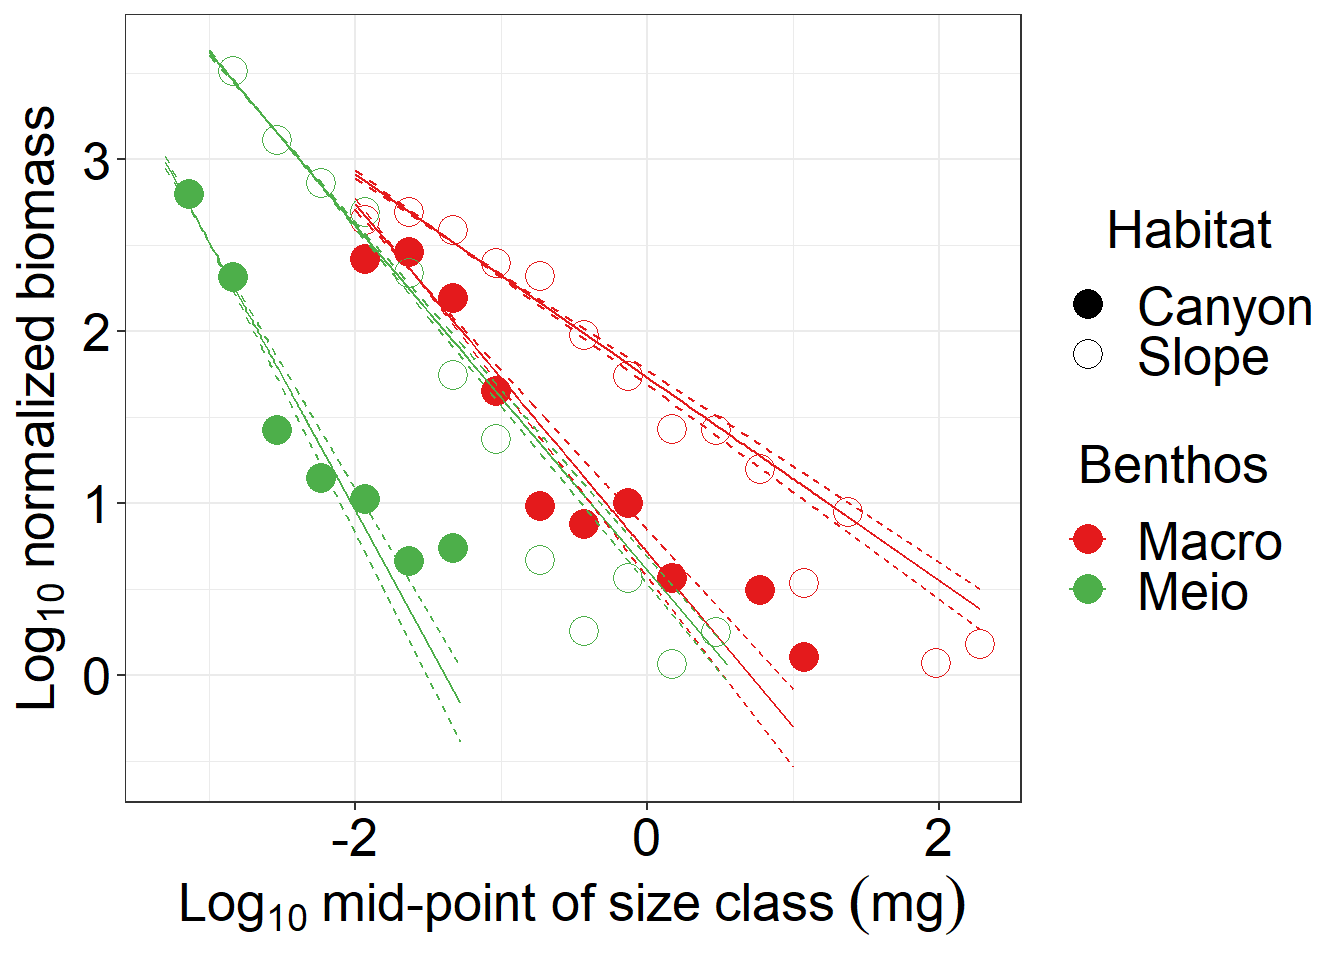 Log10 normalized biomass
3
2
1
0
-2
0
2
Log10 mid-point of size class (mg)
Habitat
Canyon
Slope
Benthos
Macro
Meio